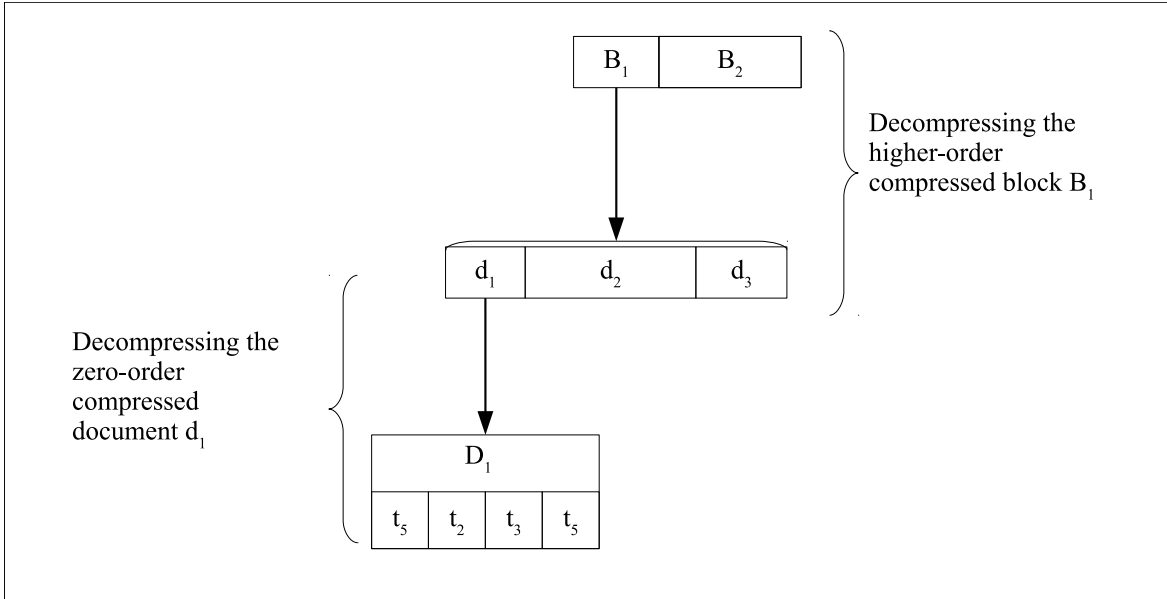 B₁ B₂
Decompressing the
higher-order
compressed block B₁
d₁ d₂ d₃
Decompressing the
zero-order
compressed
document d₁
D₁
t₅ t₂ t₃ t₅